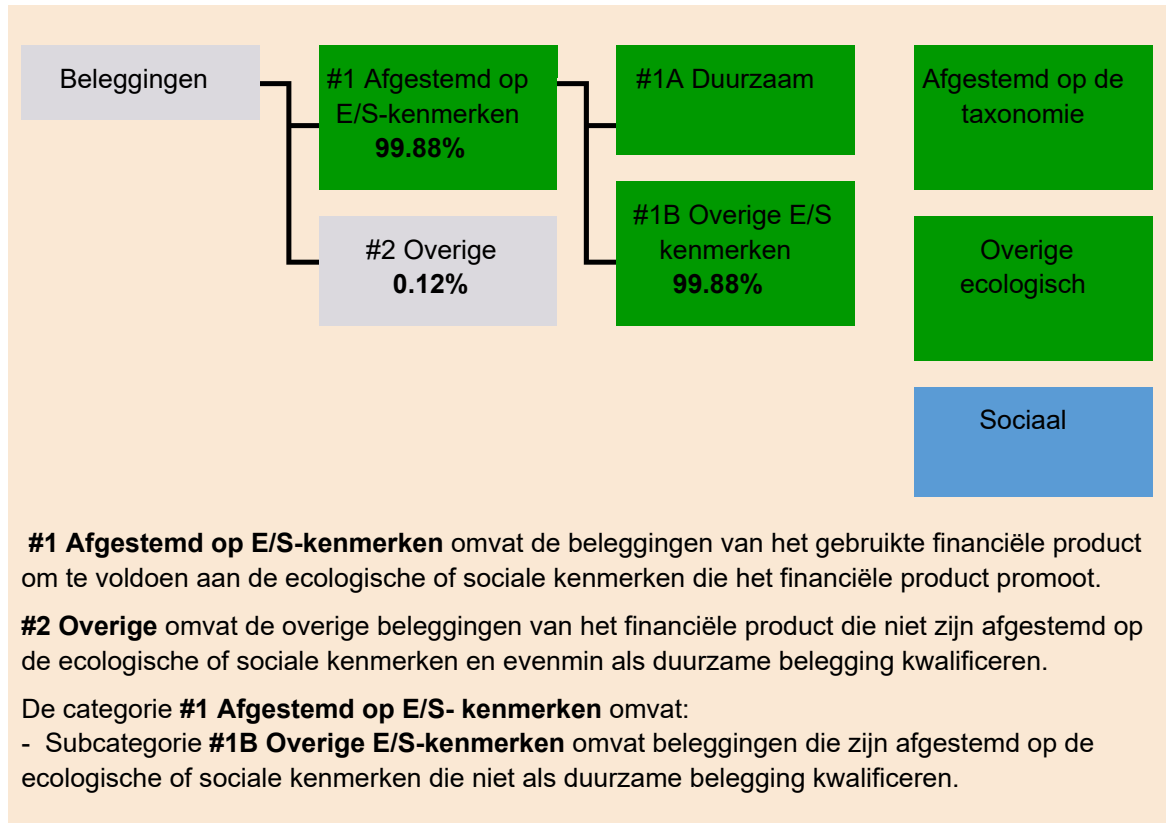 Beleggingen
#1 Afgestemd op
E/S-kenmerken
99.88%
#2 Overige
0.12%
#1A Duurzaam
#1B Overige E/S
kenmerken
99.88%
Afgestemd op de
taxonomie
Overige
ecologisch
Sociaal
#1 Afgestemd op E/S-kenmerken omvat de beleggingen van het gebruikte financiële product
om te voldoen aan de ecologische of sociale kenmerken die het financiële product promoot.
#2 Overige omvat de overige beleggingen van het financiële product die niet zijn afgestemd op
de ecologische of sociale kenmerken en evenmin als duurzame belegging kwalificeren.
De categorie #1 Afgestemd op E/S- kenmerken omvat:
- Subcategorie #1B Overige E/S-kenmerken omvat beleggingen die zijn afgestemd op de
ecologische of sociale kenmerken die niet als duurzame belegging kwalificeren.